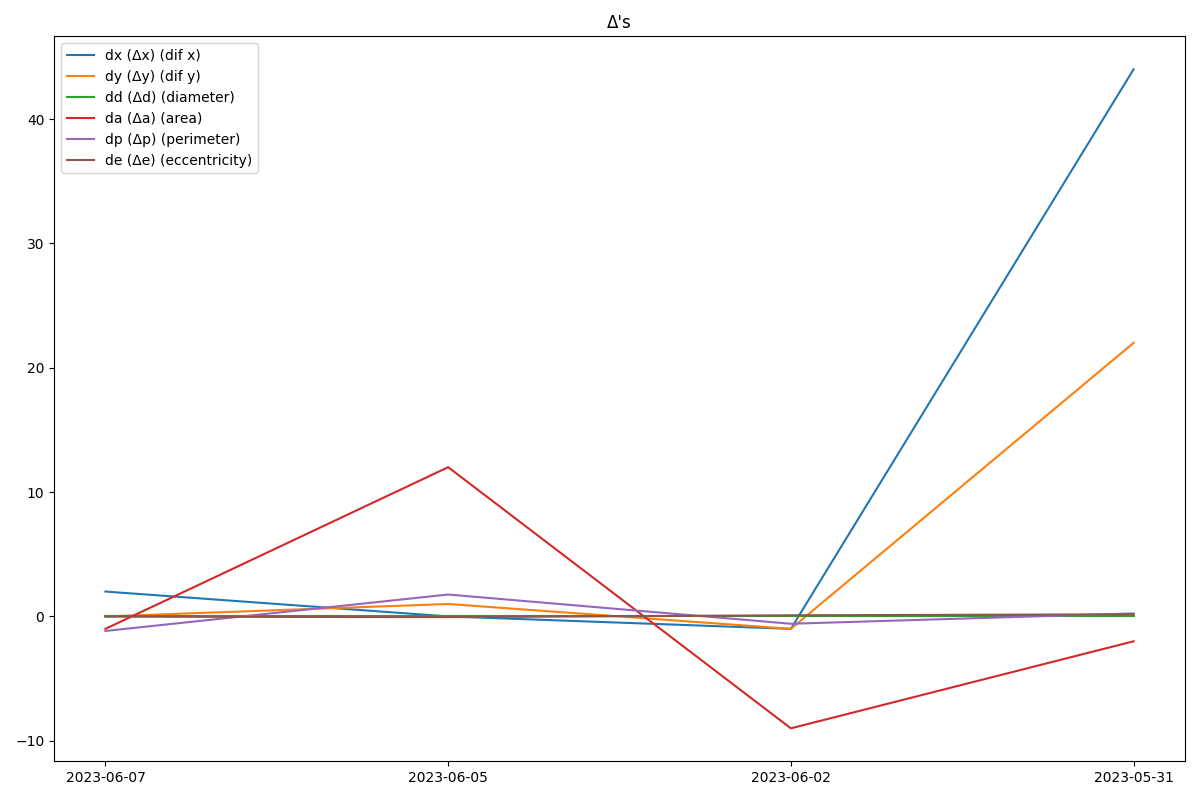 Δ's
dx (Δx) (dif x)
dy (Δy) (dif y)
dd (Δd) (diameter)
da (Δa) (area)
dp (Δp) (perimeter)
de (Δe) (eccentricity)
40
30
20
10
0
−10
2023-06-07 2023-06-05 2023-06-02 2023-05-31